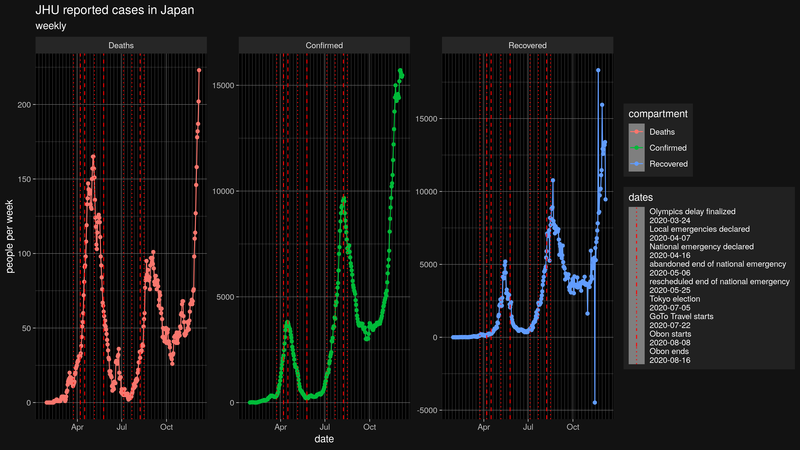 JHU reported cases in Japan
weekly
Deaths
Confirmed
Recovered
people per week
200
150
100
50
0
15000
10000
5000
0
15000
10000
5000
0
-5000
Apr Jul Oct
Apr Jul Oct
Apr Jul Oct
date
compartment
Deaths
Confirmed
Recovered
dates
Olympics delay finalized
2020-03-24
Local emergencies declared
2020-04-07
National emergency declared
2020-04-16
abandoned end of national emergency
2020-05-06
rescheduled end of national emergency
2020-05-25
Tokyo election
2020-07-05
GoTo Travel starts
2020-07-22
Obon starts
2020-08-08
Obon ends
2020-08-16